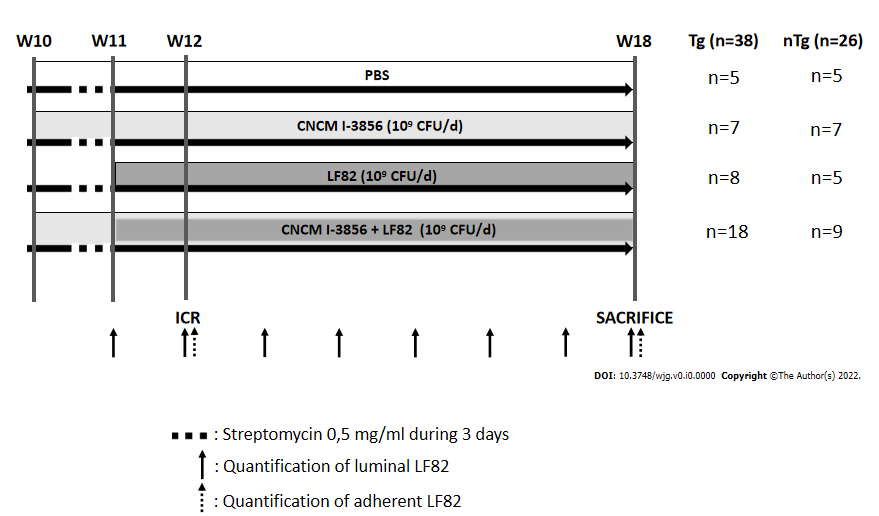 W10 W11 W12 W18 Tg (n=38) nTg (n=26)
PBS n=5 n=5
CNCM I-3856 (10⁹ CFU/d) n=7 n=7
LF82 (10⁹ CFU/d) n=8 n=5
CNCM I-3856 + LF82 (10⁹ CFU/d) n=18 n=9
ICR SACRIFICE
DOI: 10.3748/wjg.v0.i0.0000 Copyright ©The Author(s) 2022.
: Streptomycin 0,5 mg/ml during 3 days
: Quantification of luminal LF82
: Quantification of adherent LF82